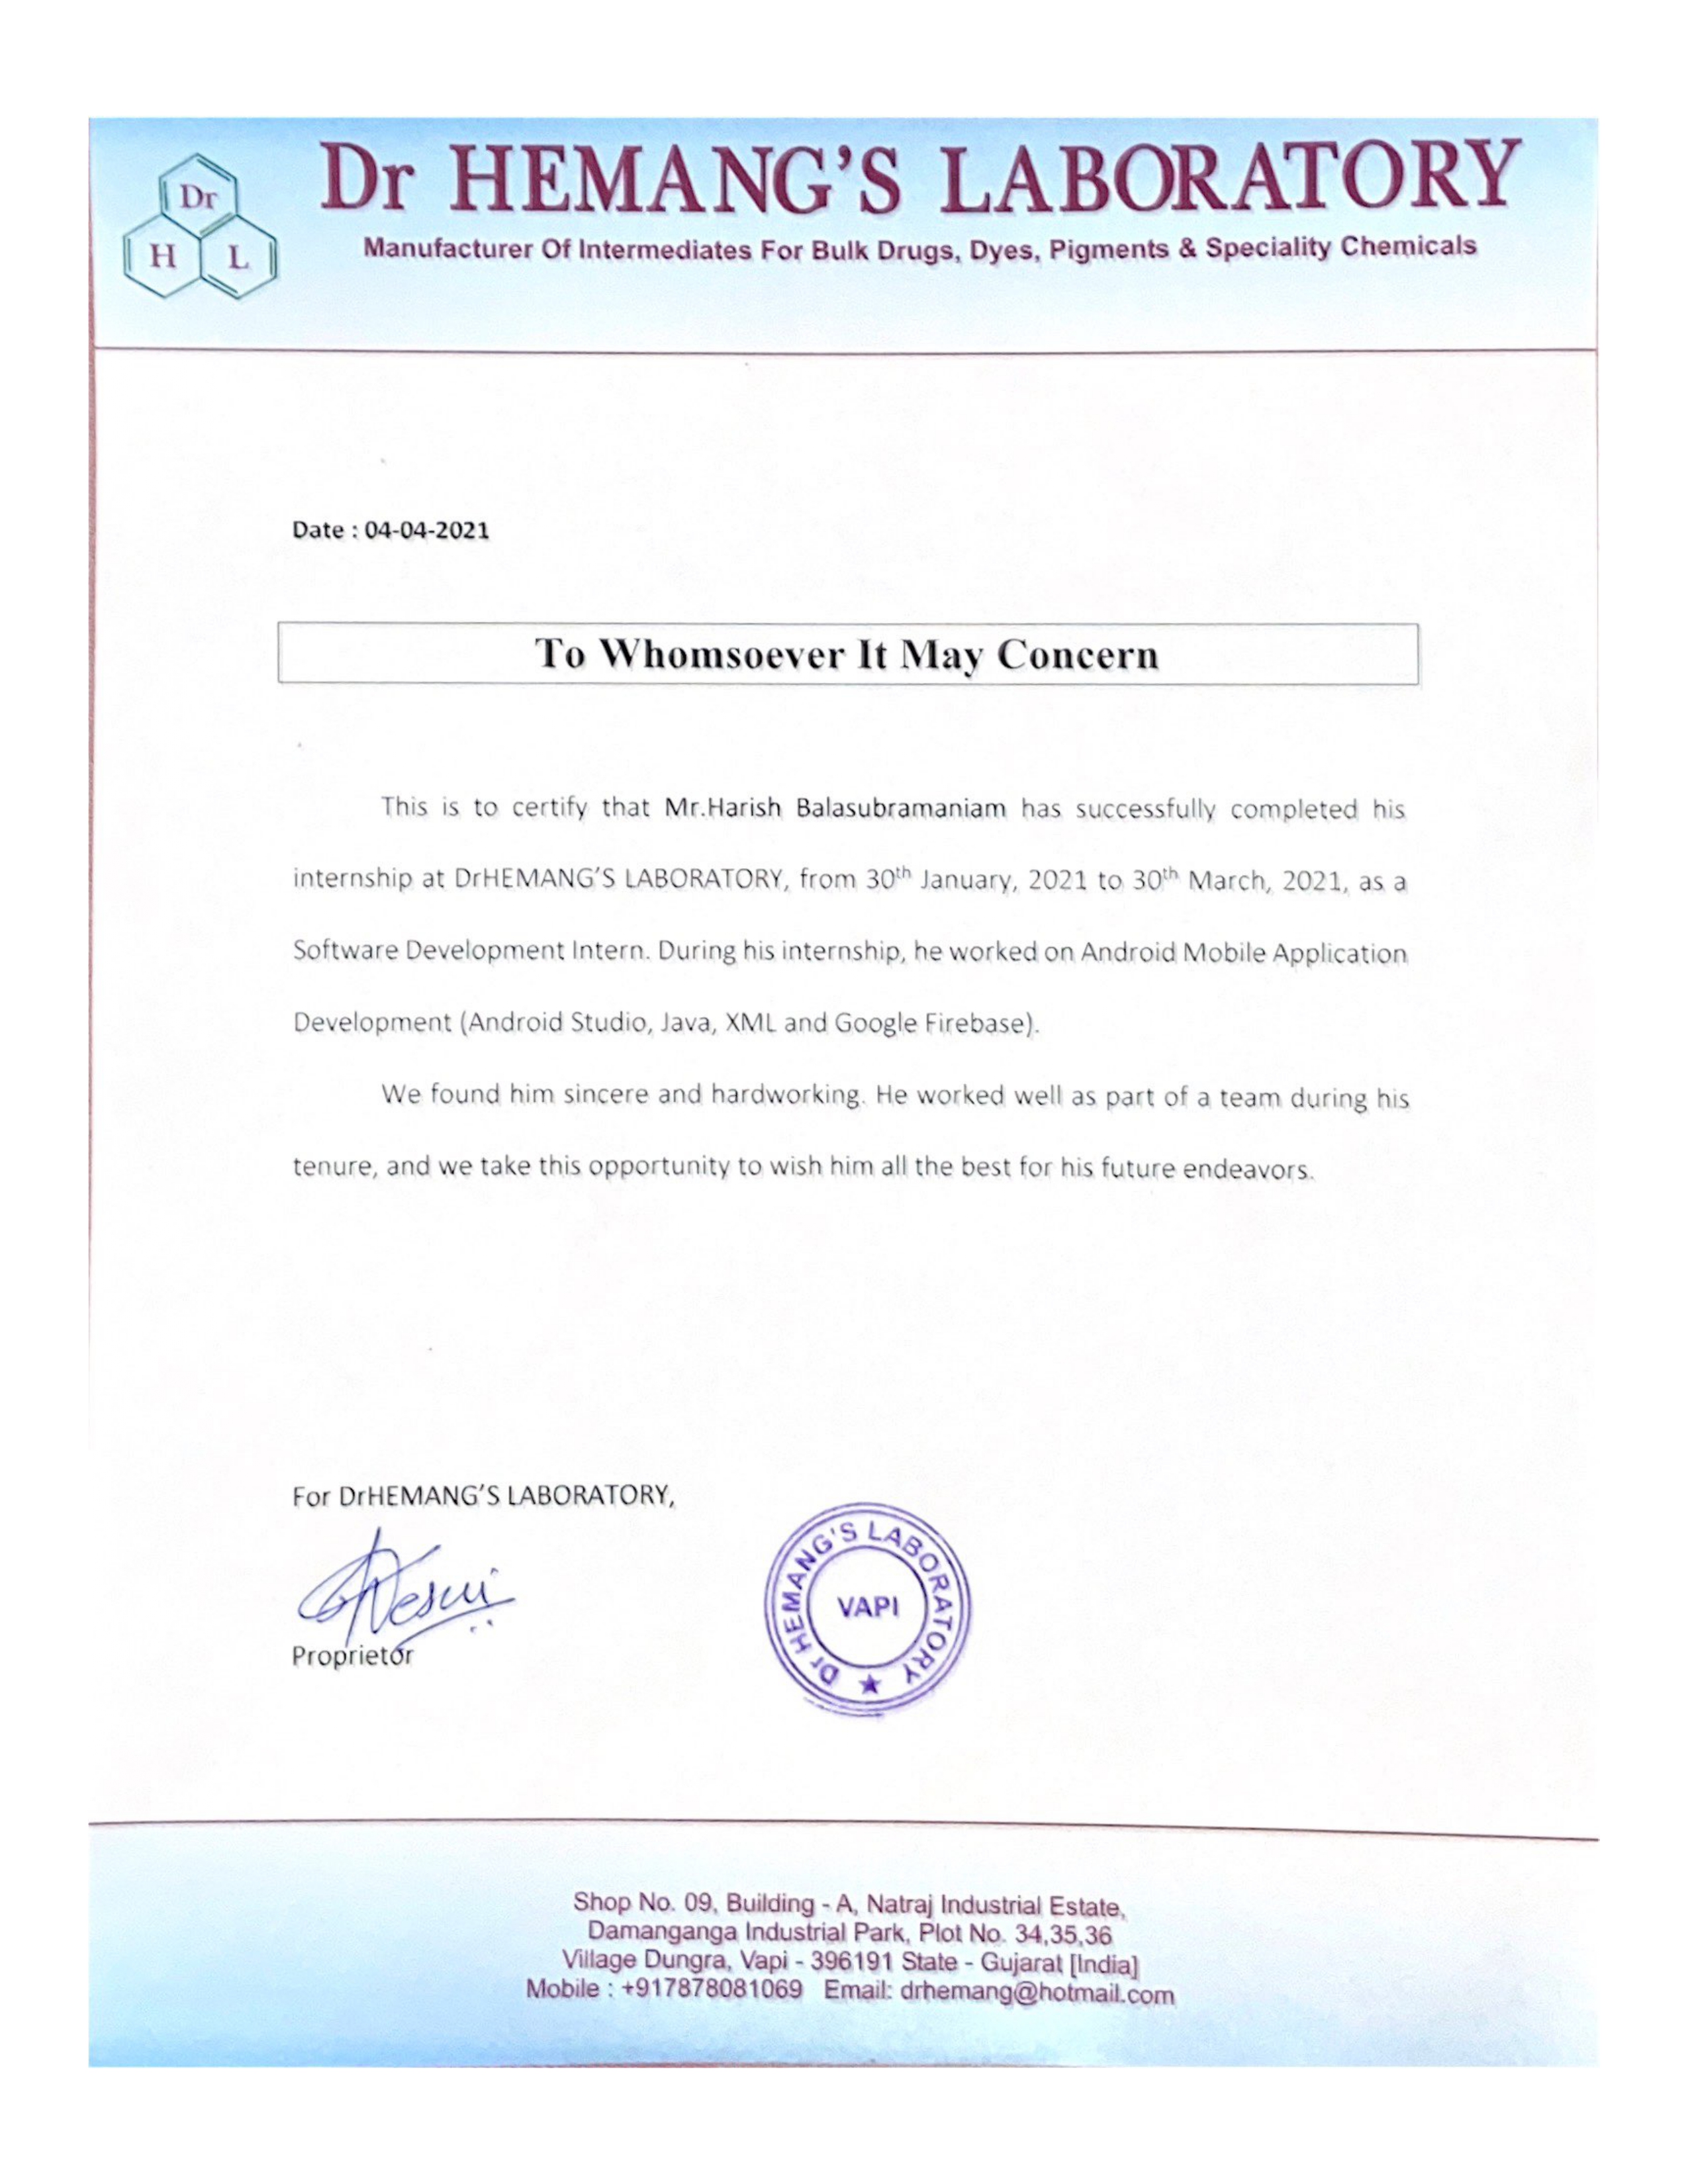 Dr
H L
Dr HEMANG'S LABORATORY
Manufacturer Of Intermediates For Bulk Drugs, Dyes, Pigments & Speciality Chemicals
Date : 04-04-2021
To Whomsoever It May Concern
This is to certify that Mr.Harish Balasubramaniam has successfully completed his
internship at DrHEMANG'S LABORATORY, from 30th January, 2021 to 30th March, 2021, as a
Software Development Intern. During his internship, he worked on Android Mobile Application
Development (Android Studio, Java, XML and Google Firebase).
We found him sincere and hardworking. He worked well as part of a team during his
tenure, and we take this opportunity to wish him all the best for his future endeavors.
For DrHEMANG'S LABORATORY,
Proprietor
Dr HEMANG'S LABORATORY
VAPI
Shop No. 09, Building - A, Natraj Industrial Estate,
Damanganga Industrial Park, Plot No. 34,35,36
Village Dungra, Vapi - 396191 State - Gujarat [India]
Mobile : +917878081069 Email: drhemang@hotmail.com